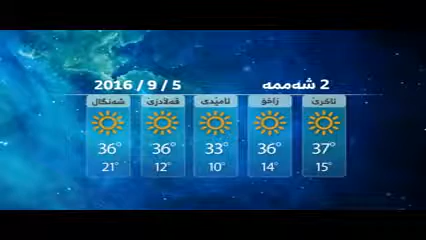 2 شەممە 2016 / 9 / 5
ئاکرێ زاخۆ ئامێدی قەلادزێ شەنگال
37° 36° 33° 36° 36°
15° 14° 10° 12° 21°